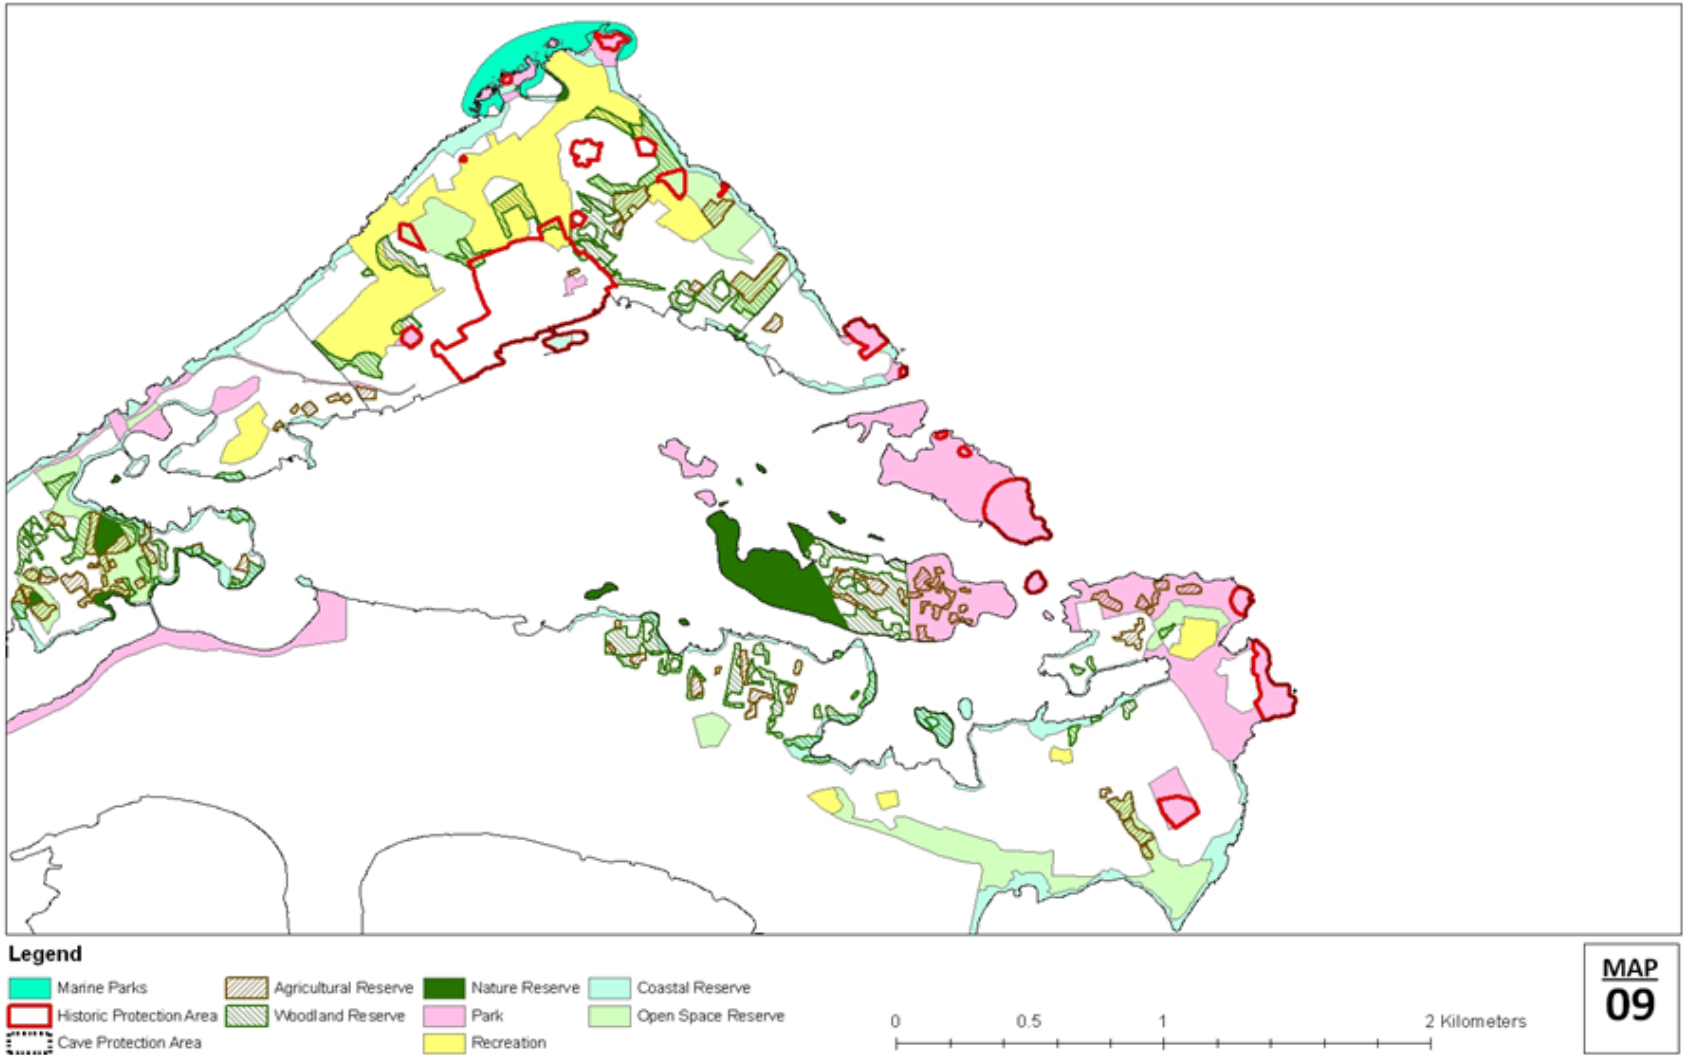 Legend
Marine Parks
Historic Protection Area
Cave Protection Area
Agricultural Reserve
Woodland Reserve
Nature Reserve
Park
Recreation
Coastal Reserve
Open Space Reserve
0 0.5 1 2 Kilometers
MAP
09